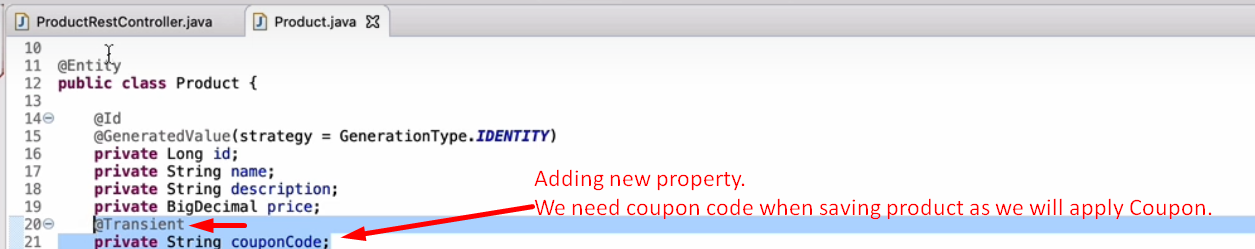 ProductRestController.java Product.java
10
11 @Entity
12 public class Product {
13
14 @Id
15 @GeneratedValue(strategy = GenerationType.IDENTITY)
16 private Long id;
17 private String name;
18 private String description;
19 private BigDecimal price;
20 @Transient
21 private String couponCode;
Adding new property.
We need coupon code when saving product as we will apply Coupon.